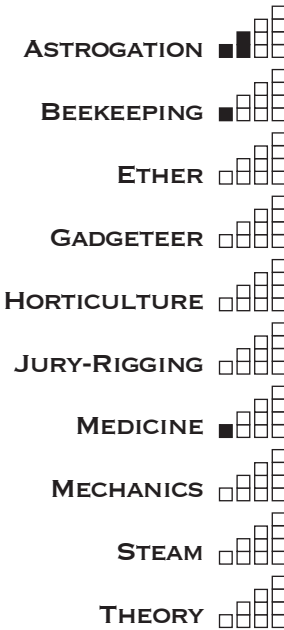 ASTROGATION
BEEKEEPING
ETHER
GADGETEER
HORTICULTURE
JURY-RIGGING
MEDICINE
MECHANICS
STEAM
THEORY